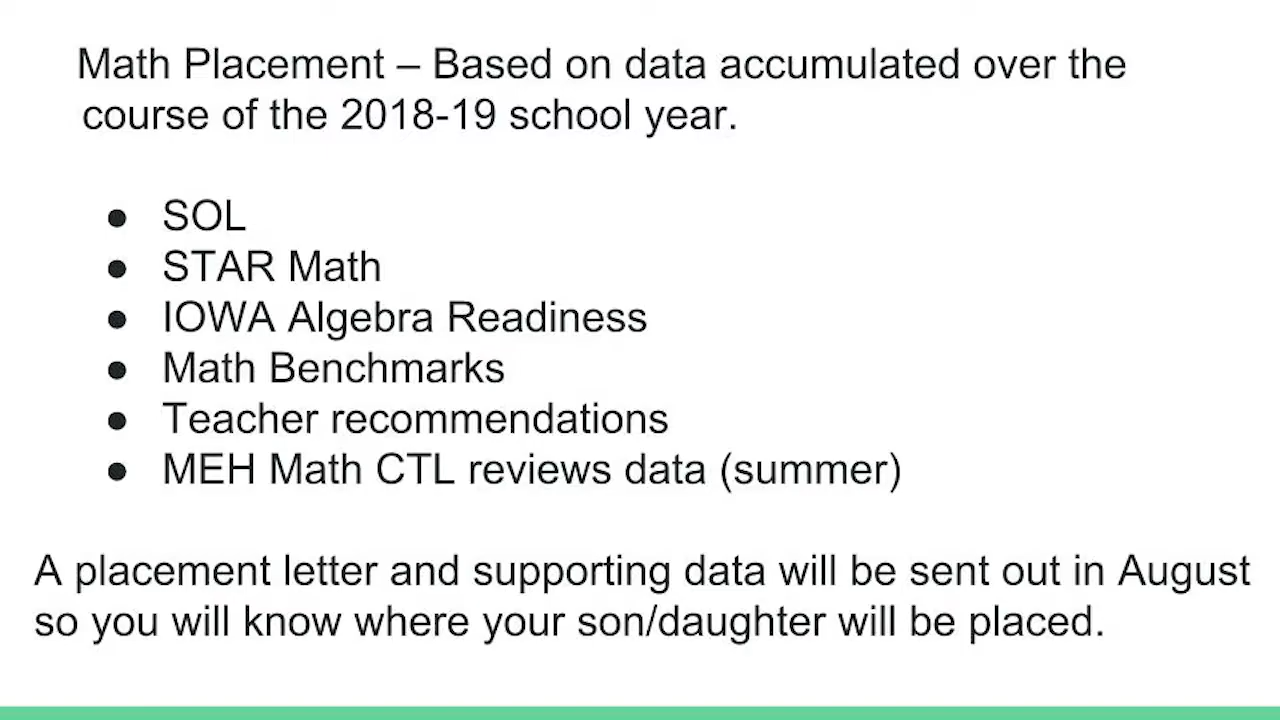 Math Placement – Based on data accumulated over the
course of the 2018-19 school year.
● SOL
● STAR Math
● IOWA Algebra Readiness
● Math Benchmarks
● Teacher recommendations
● MEH Math CTL reviews data (summer)
A placement letter and supporting data will be sent out in August
so you will know where your son/daughter will be placed.